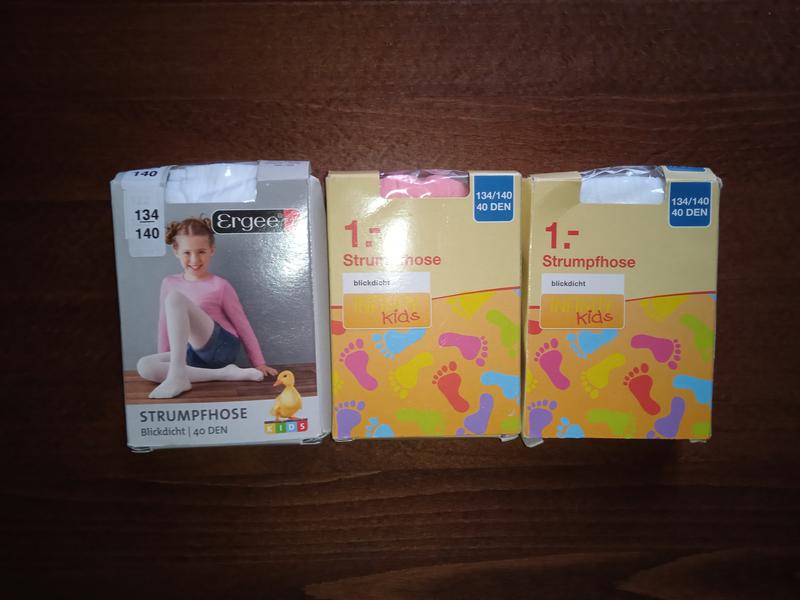 140
134
140
Ergee
STRUMPFHOSE
Blickdicht | 40 DEN
KIDS
134/140
40 DEN
1.-
Strumpfhose
blickdicht
Kids
134/140
40 DEN
1.-
Strumpfhose
blickdicht
Kids